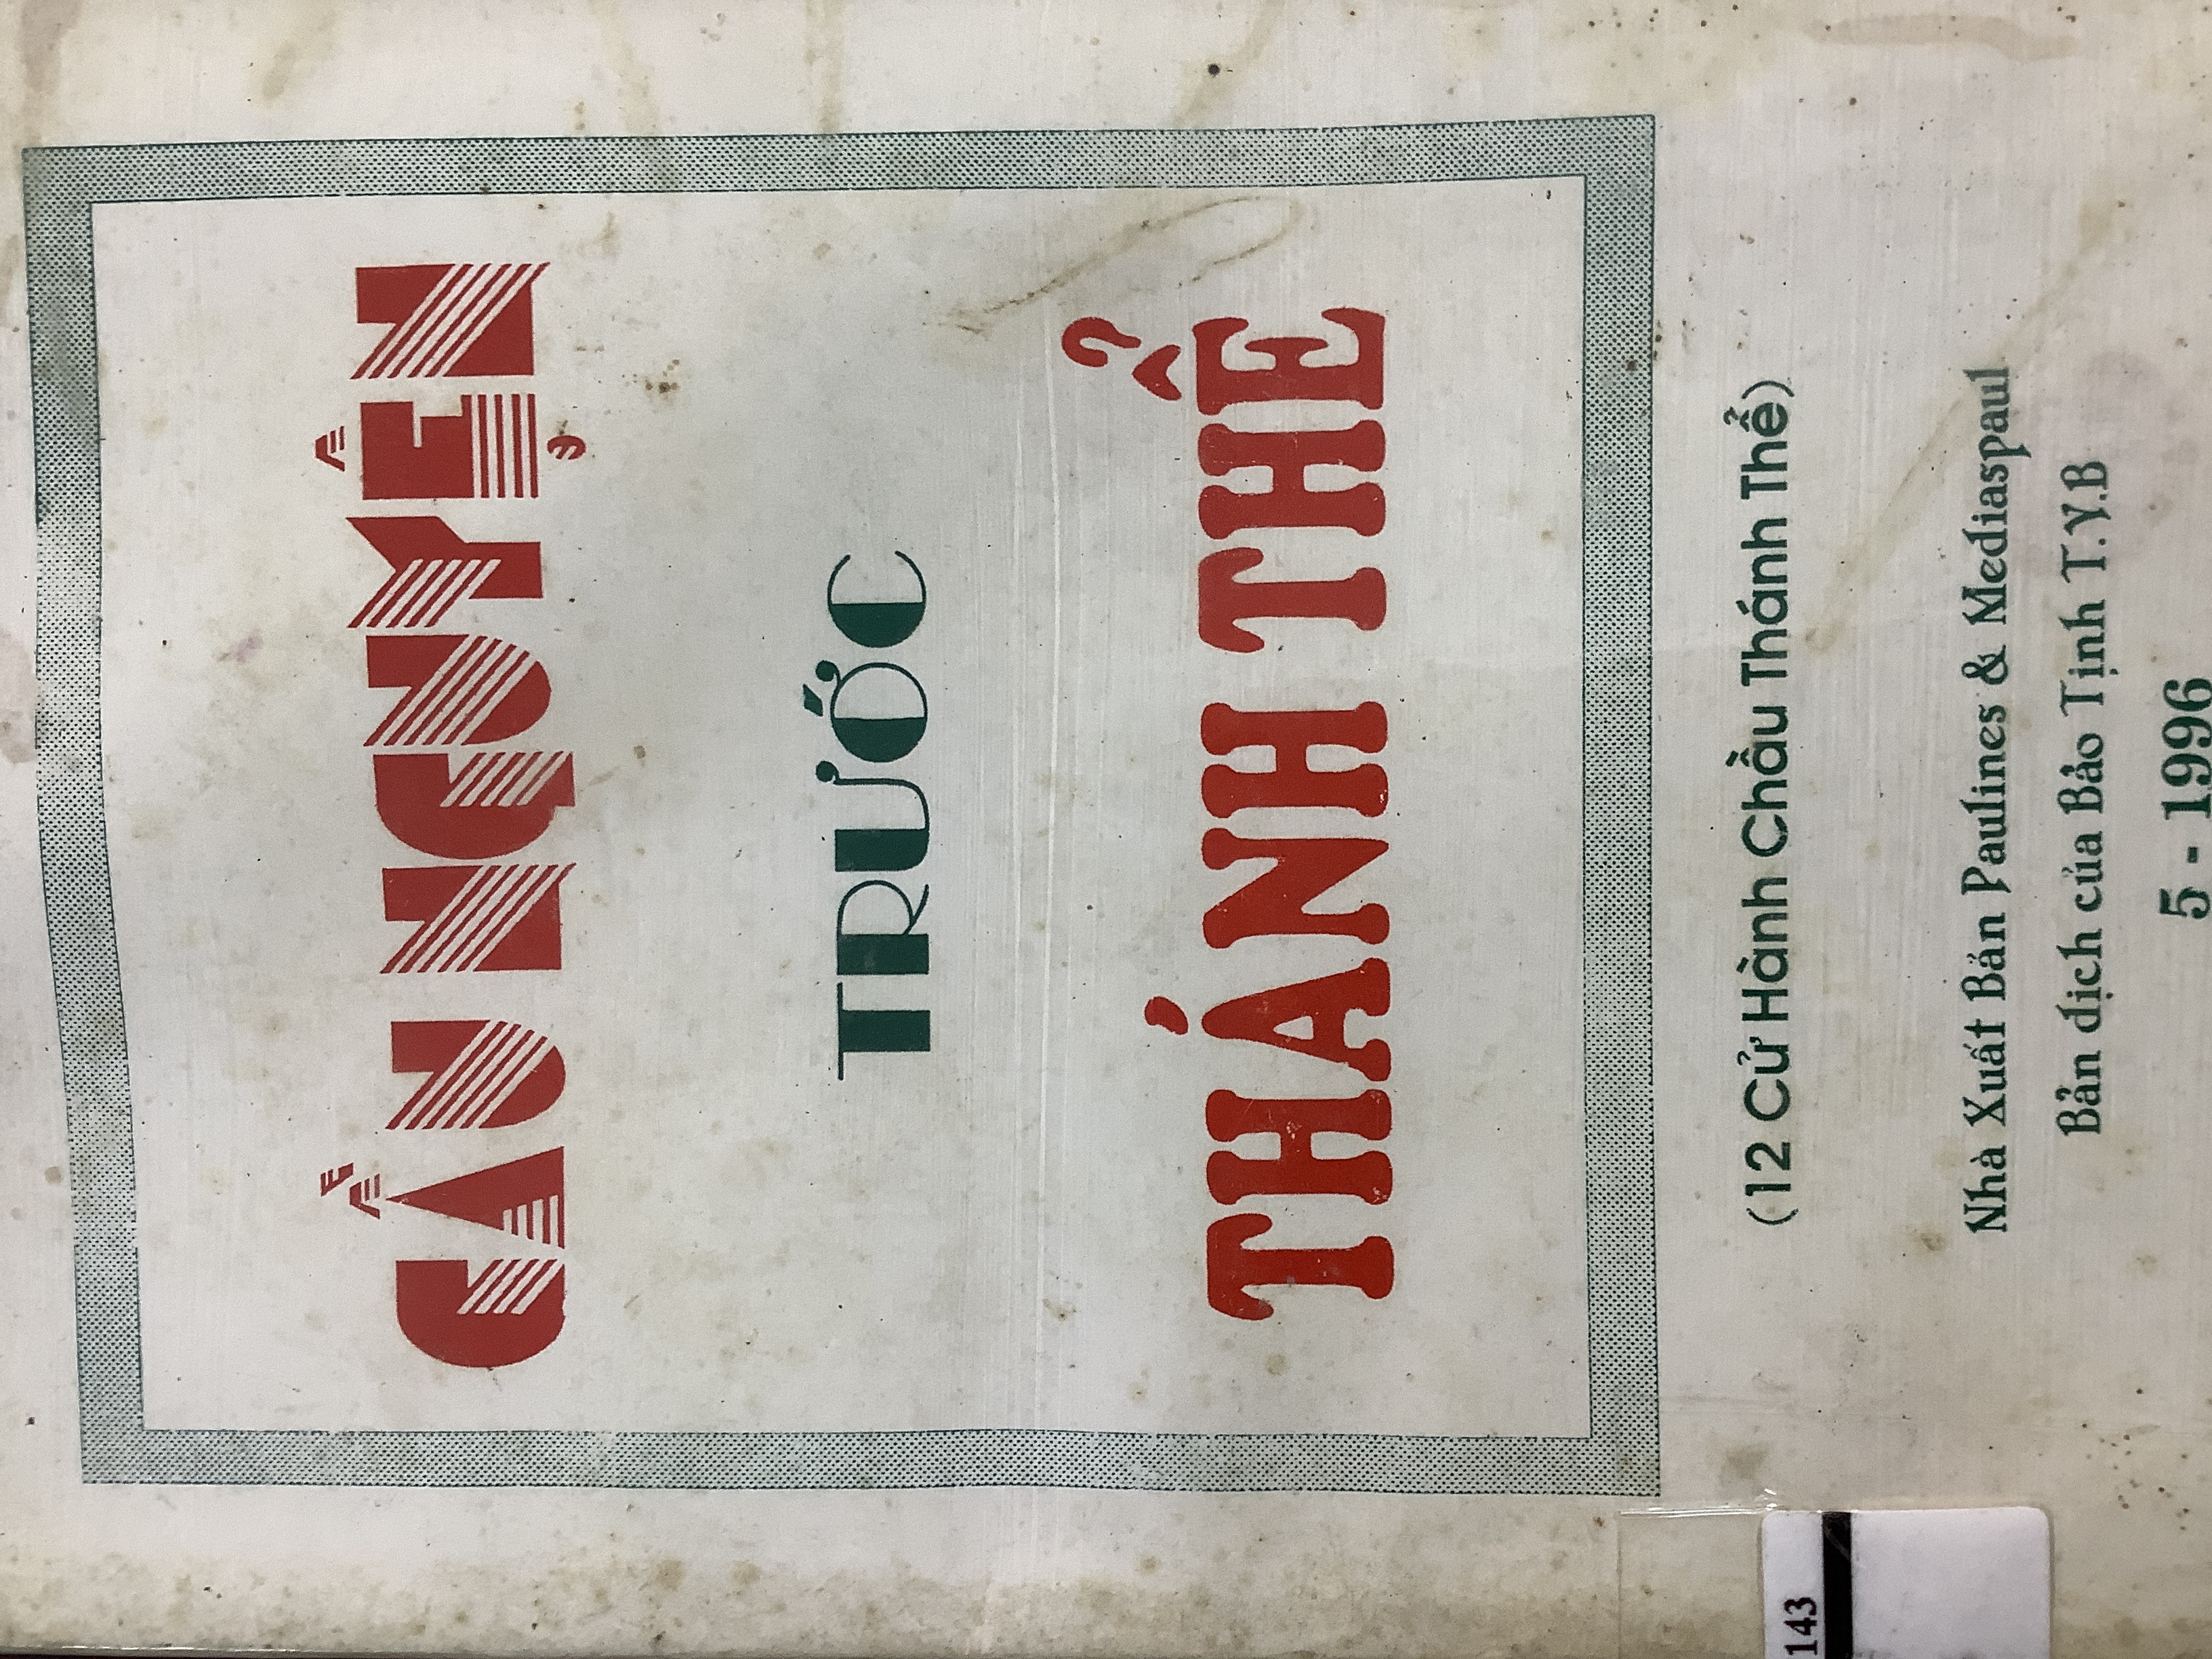 CẦU NGUYỆN
TRƯỚC
THÁNH THỂ
(12 Cử Hành Chầu Thánh Thể)
Nhà Xuất Bản Paulines & Mediaspaul
Bản dịch của Bảo Tịnh T.Y.B
5 - 1996
143